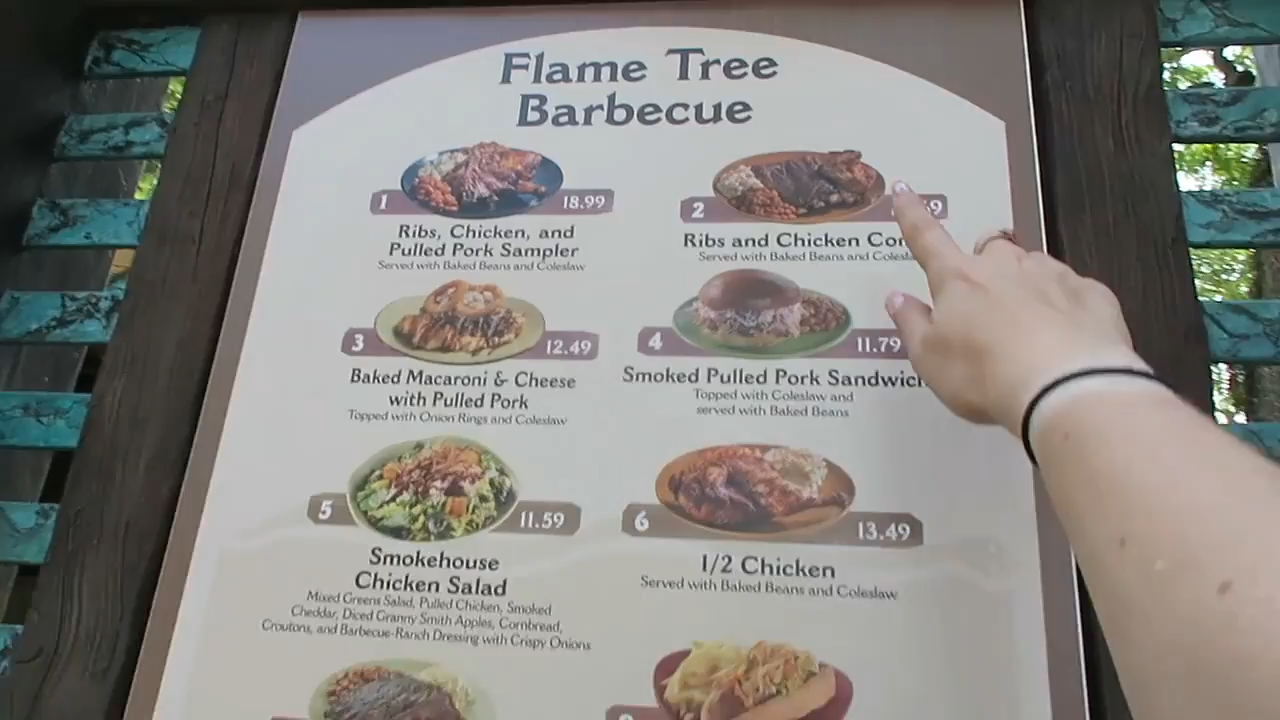 Flame Tree
Barbecue
1
18.99
Ribs, Chicken, and
Pulled Pork Sampler
Served with Baked Beans and Coleslaw
2
Ribs and Chicken
Served with Baked Beans and
3
12.49
Baked Macaroni & Cheese
with Pulled Pork
Topped with Onion Rings and Coleslaw
4
11.79
Smoked Pulled Pork Sandwich
Topped with Coleslaw and
served with Baked Beans
5
11.59
Smokehouse
Chicken Salad
Mixed Greens Salad, Pulled Chicken, Smoked
Cheddar, Diced Granny Smith Apples, Cornbread,
Croutons, and Barbecue-Ranch Dressing with Crispy Onions
6
13.49
1/2 Chicken
Served with Baked Beans and Coleslaw